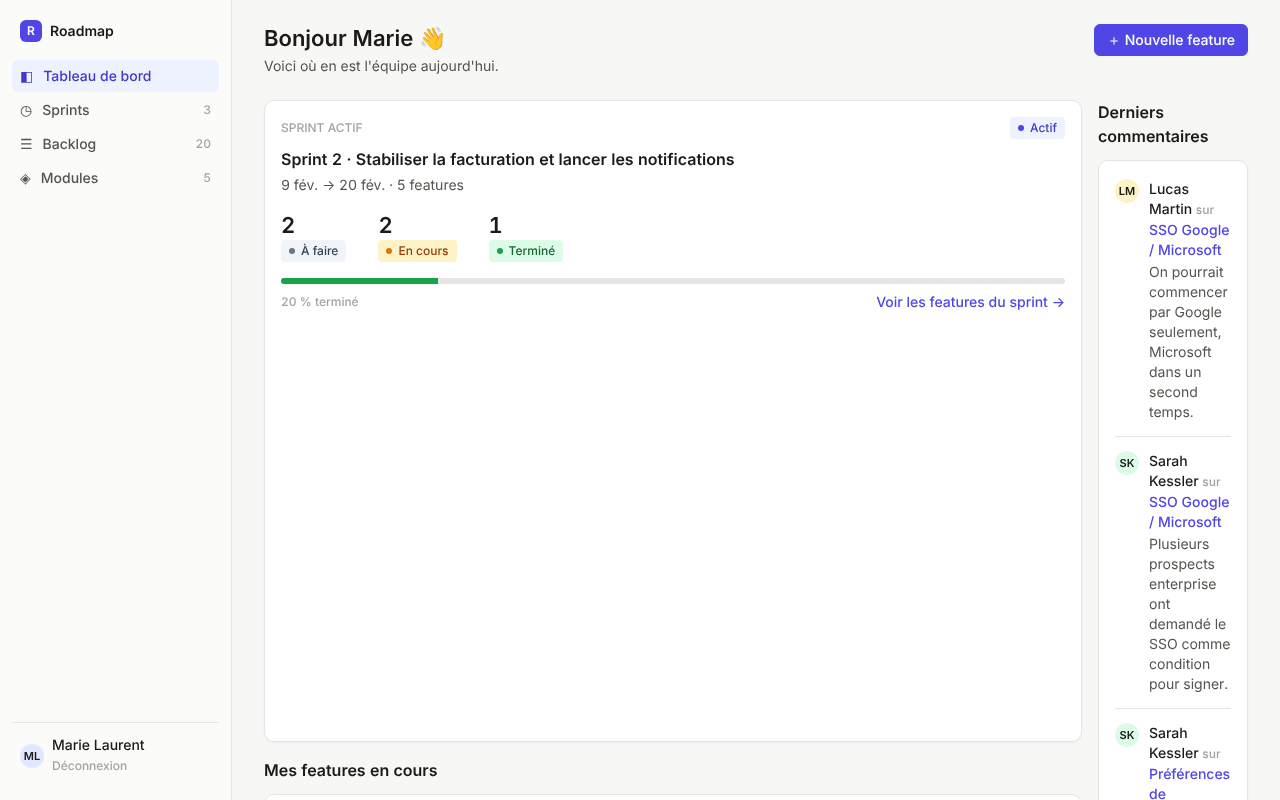 R Roadmap
Tableau de bord
Sprints 3
Backlog 20
Modules 5
ML Marie Laurent
Déconnexion
Bonjour Marie 👋
Voici où en est l'équipe aujourd'hui.
+ Nouvelle feature
SPRINT ACTIF
Actif
Sprint 2 · Stabiliser la facturation et lancer les notifications
9 fév. → 20 fév. · 5 features
2 2 1
À faire En cours Terminé
20 % terminé
Voir les features du sprint →
Mes features en cours
Derniers
commentaires
LM Lucas
Martin sur
SSO Google
/ Microsoft
On pourrait
commencer
par Google
seulement,
Microsoft
dans un
second
temps.
SK Sarah
Kessler sur
SSO Google
/ Microsoft
Plusieurs
prospects
enterprise
ont
demandé le
SSO comme
condition
pour signer.
SK Sarah
Kessler sur
Préférences
de